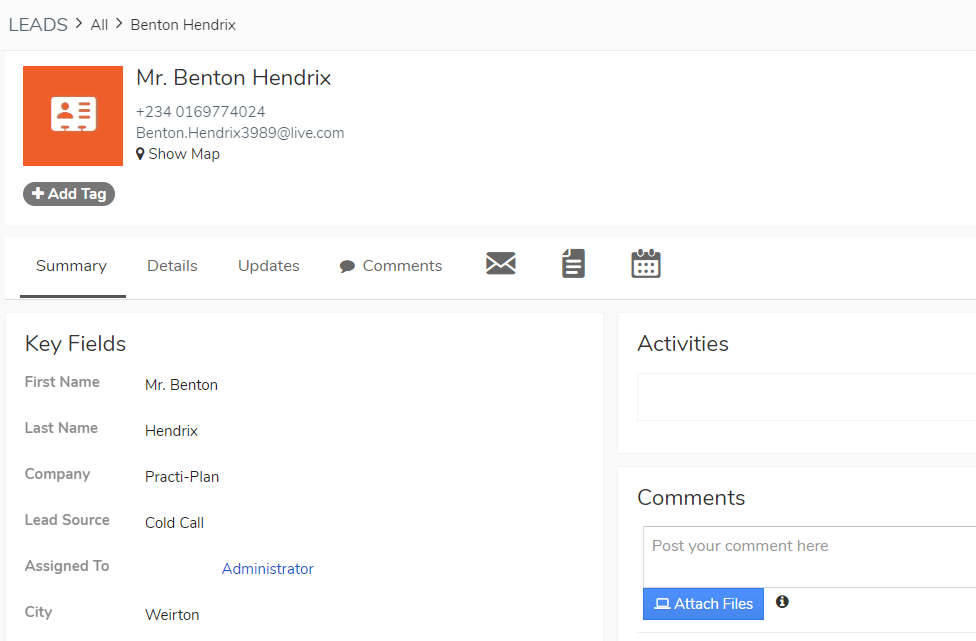 LEADS > All > Benton Hendrix
Mr. Benton Hendrix
+234 0169774024
Benton.Hendrix3989@live.com
Show Map
+ Add Tag
Summary Details Updates Comments
Key Fields
First Name Mr. Benton
Last Name Hendrix
Company Practi-Plan
Lead Source Cold Call
Assigned To Administrator
City Weirton
Activities
Comments
Post your comment here
Attach Files